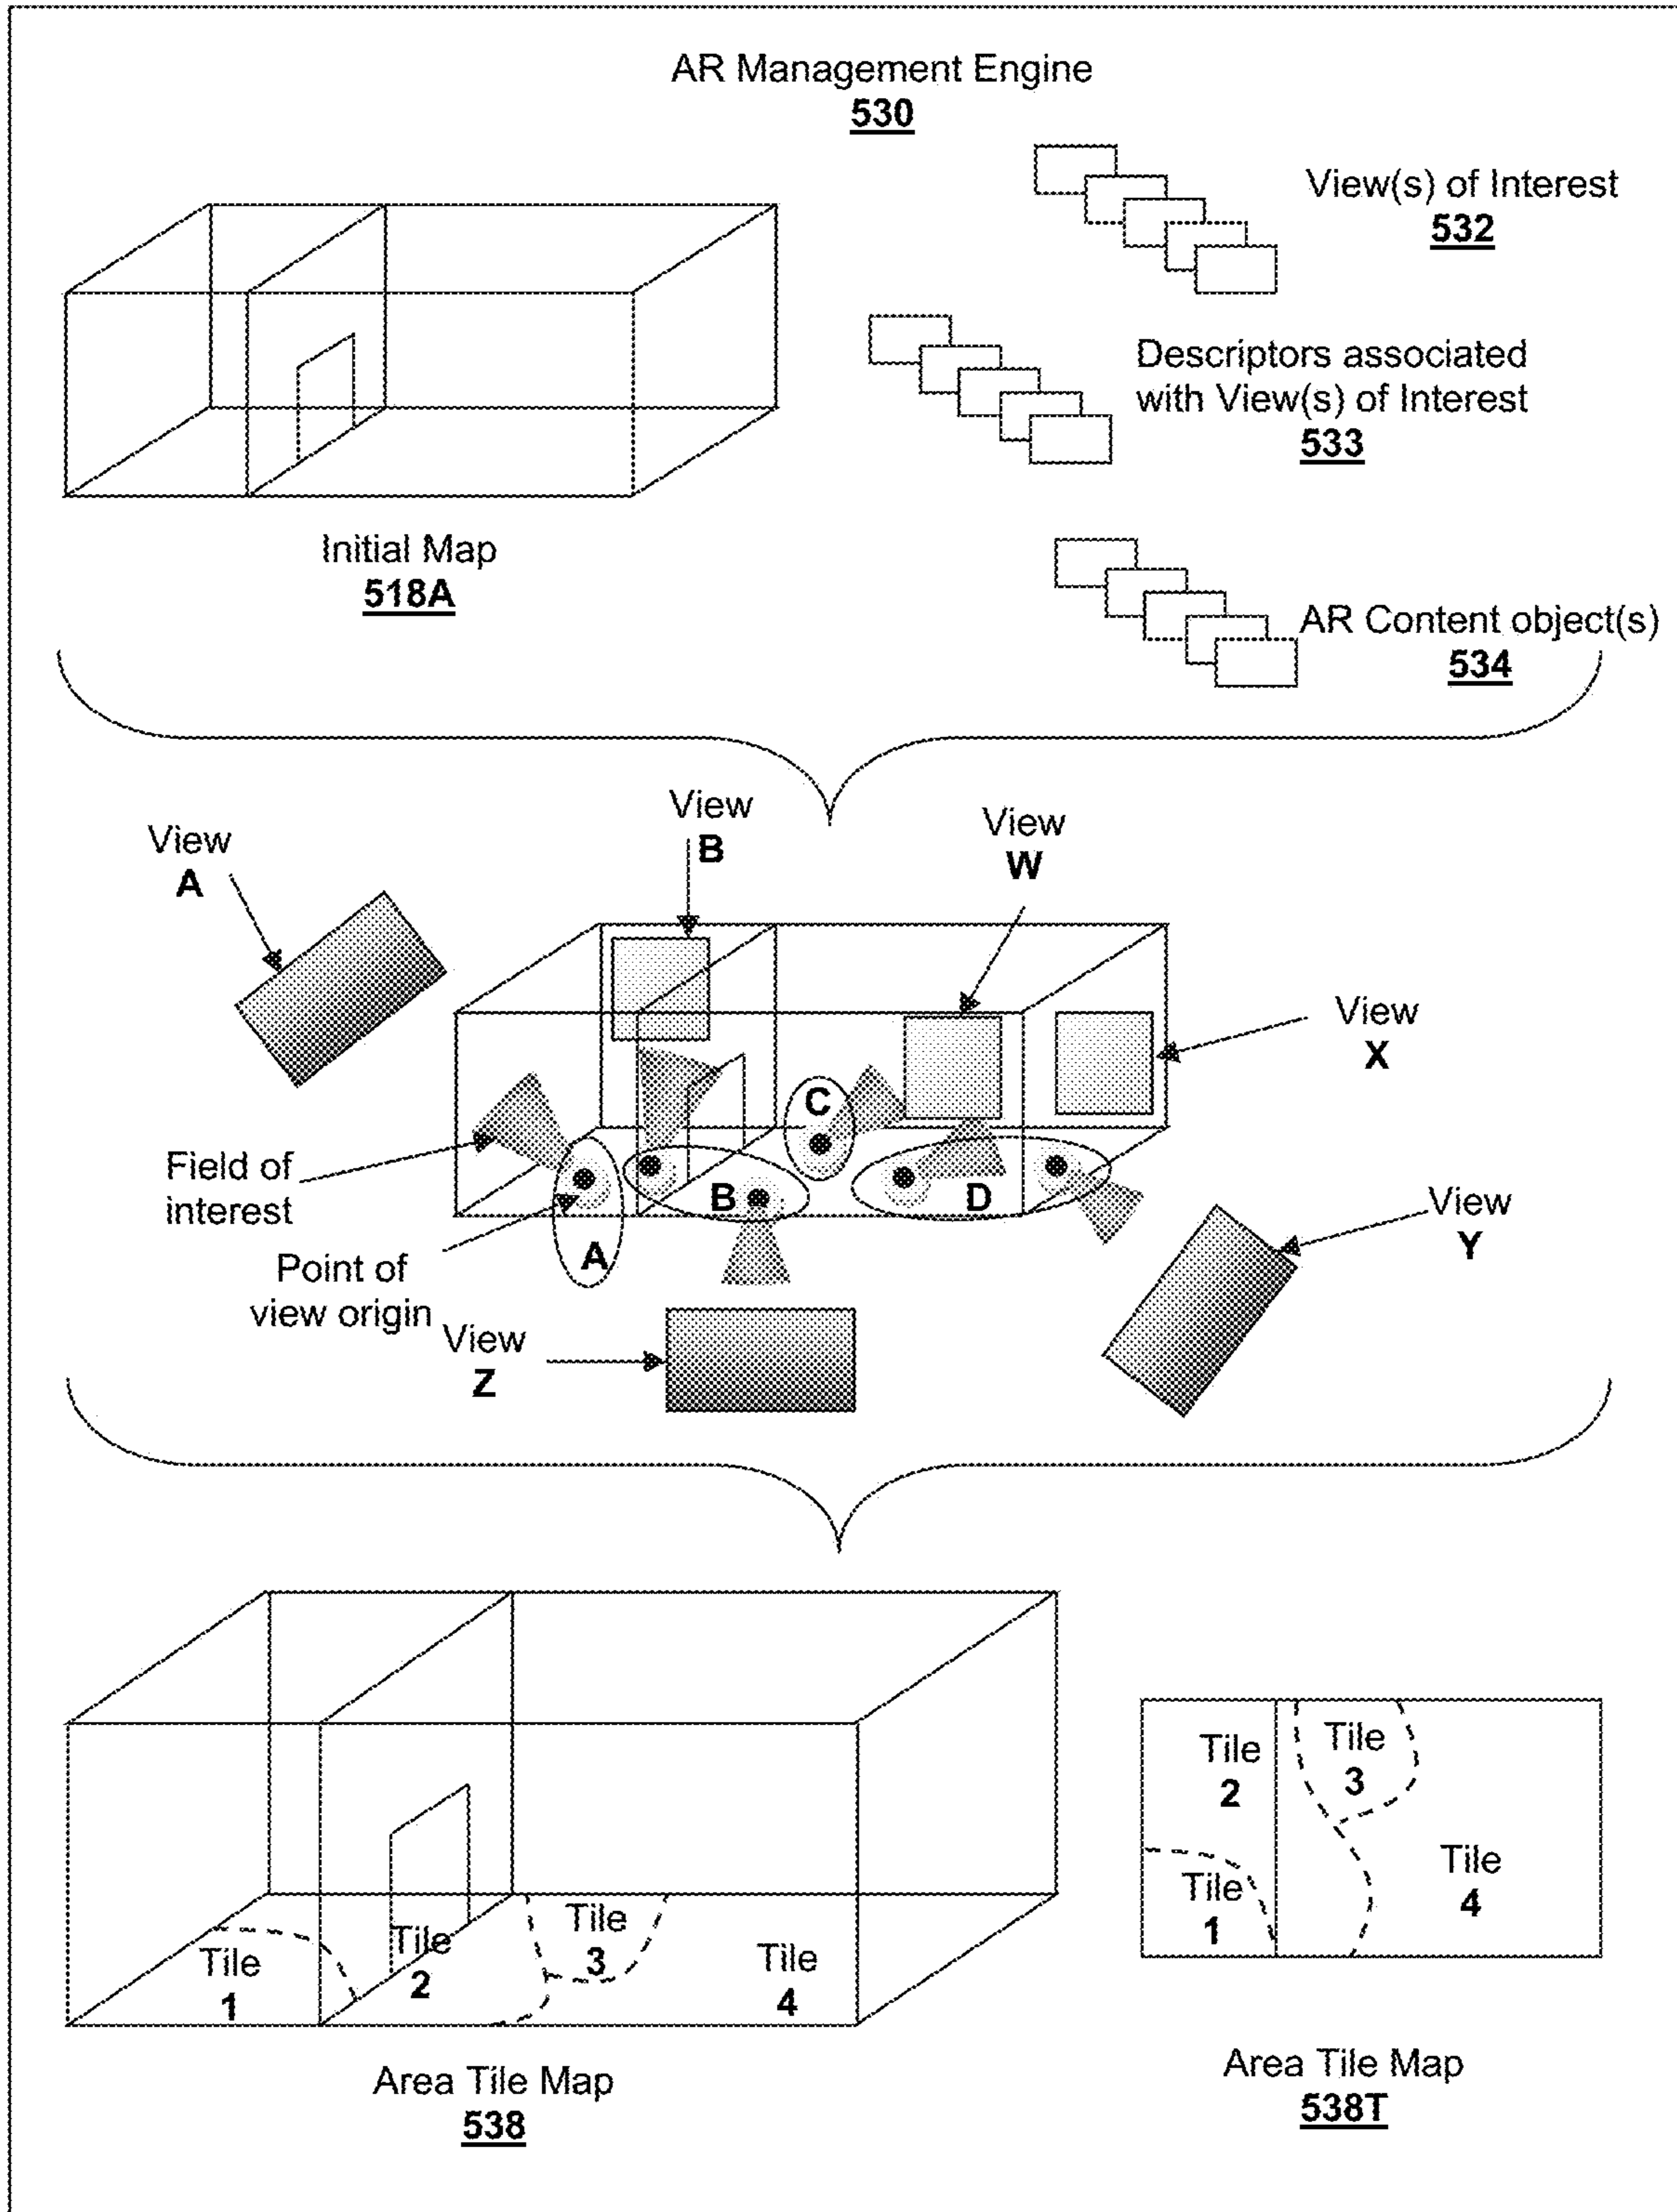 AR Management Engine
530
View(s) of Interest
532
Descriptors associated
with View(s) of Interest
533
Initial Map
518A
AR Content object(s)
534
View
A
View
B
View
W
View
X
C
Field of
interest
B
D
A
View
Y
Point of
view origin
View
Z
Tile
1
Tile
2
Tile
3
Tile
4
Tile
2
Tile
3
Tile
1
Tile
4
Area Tile Map
538
Area Tile Map
538T